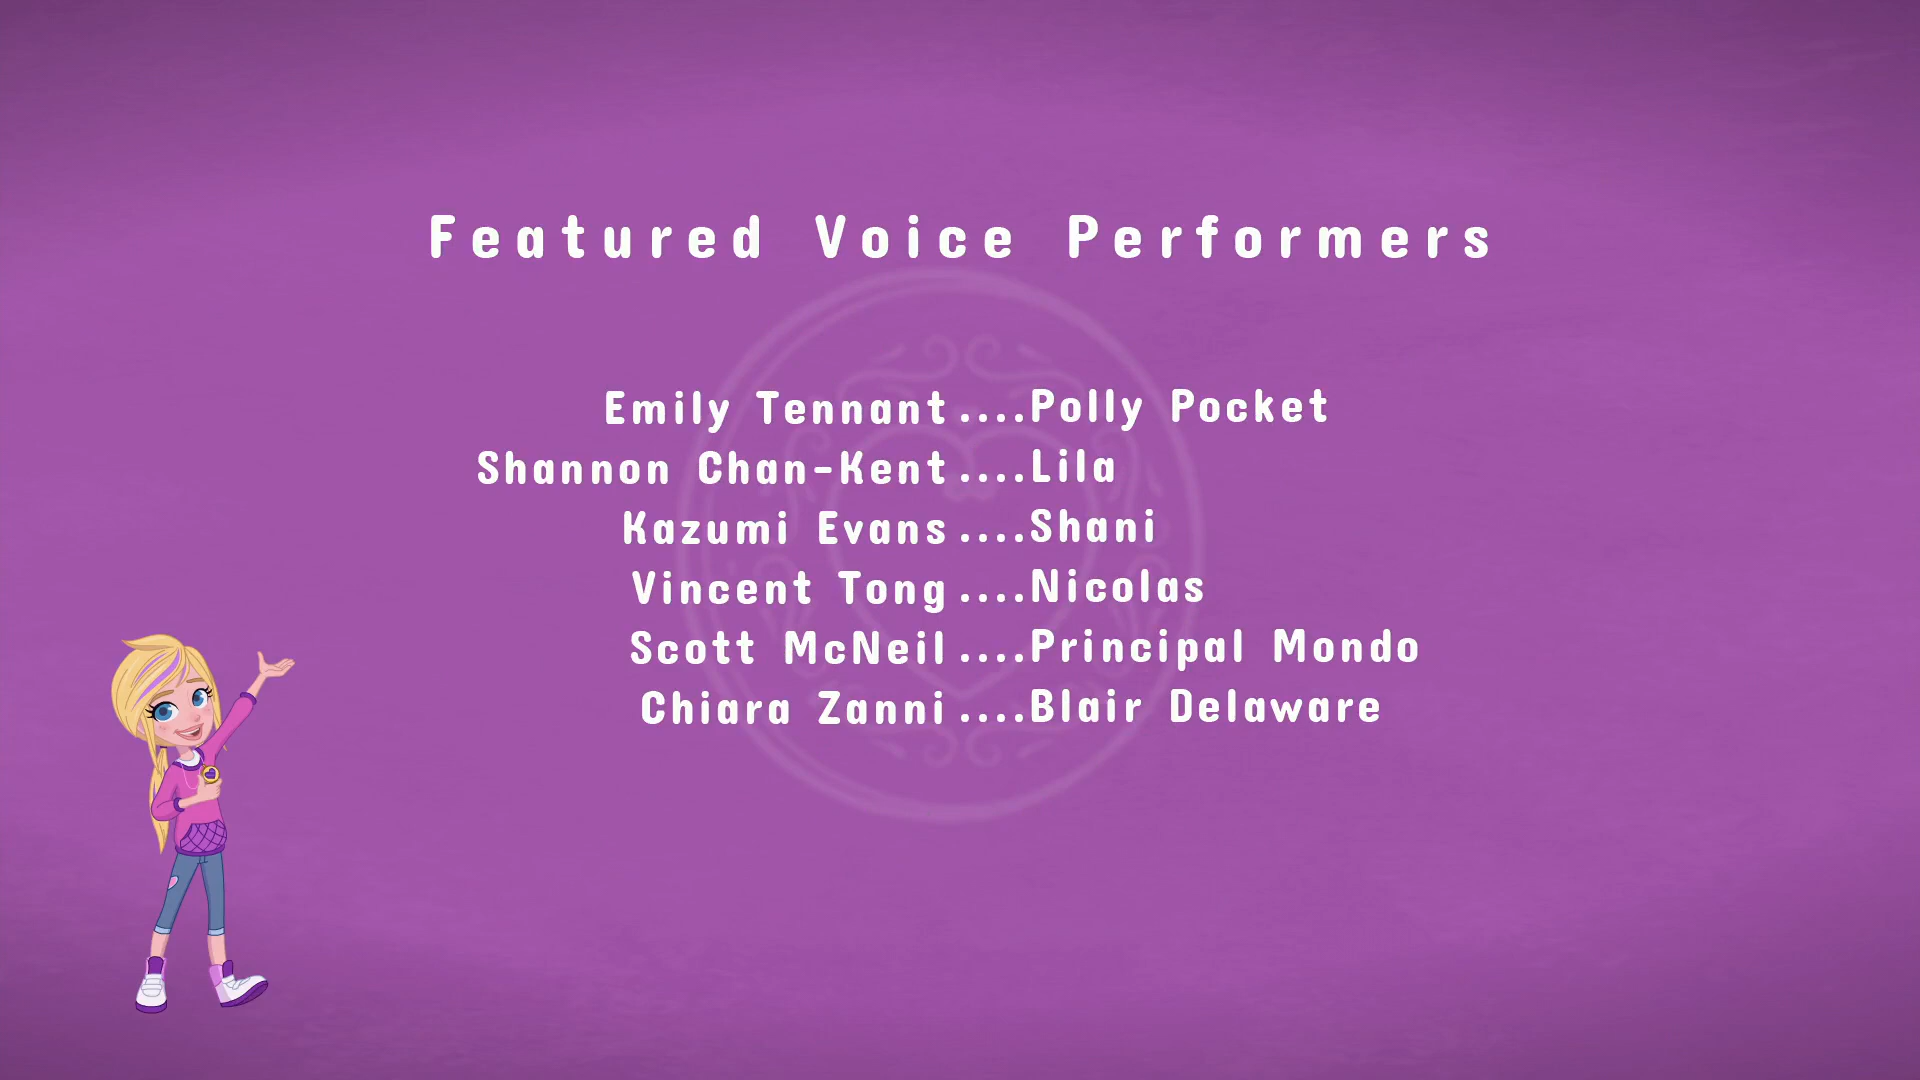 Featured Voice Performers
Emily Tennant....Polly Pocket
Shannon Chan-Kent....Lila
Kazumi Evans....Shani
Vincent Tong....Nicolas
Scott McNeil....Principal Mondo
Chiara Zanni....Blair Delaware